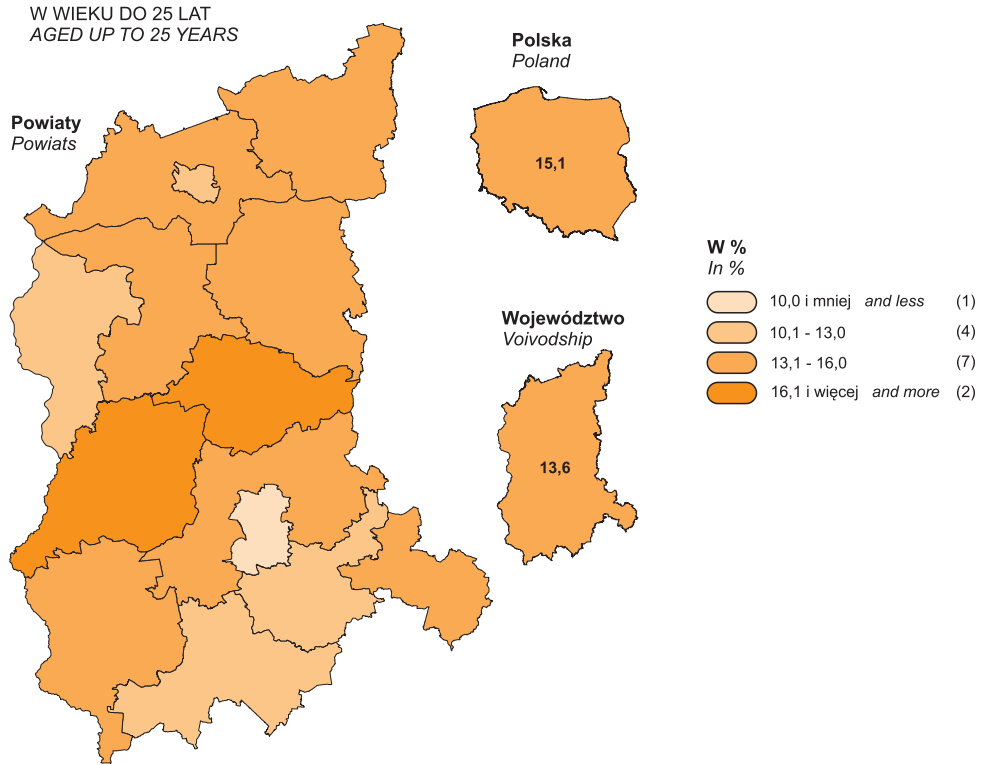 W WIEKU DO 25 LAT
AGED UP TO 25 YEARS
Powiaty
Powiats
Polska
Poland
15,1
Województwo
Voivodship
13,6
W %
In %
10,0 i mniej and less (1)
10,1 - 13,0 (4)
13,1 - 16,0 (7)
16,1 i więcej and more (2)